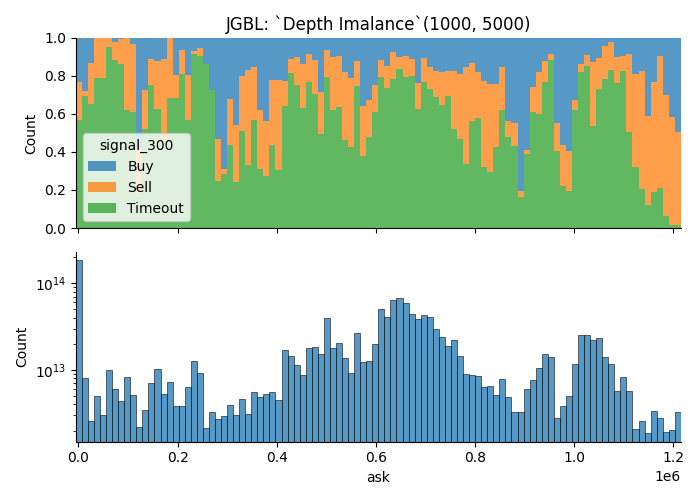 JGBL: `Depth Imalance`(1000, 5000)
1.0
0.8
0.6
0.4
0.2
0.0
Count
signal_300
Buy
Sell
Timeout
10^14
10^13
Count
0.0 0.2 0.4 0.6 0.8 1.0 1.2
1e6
ask